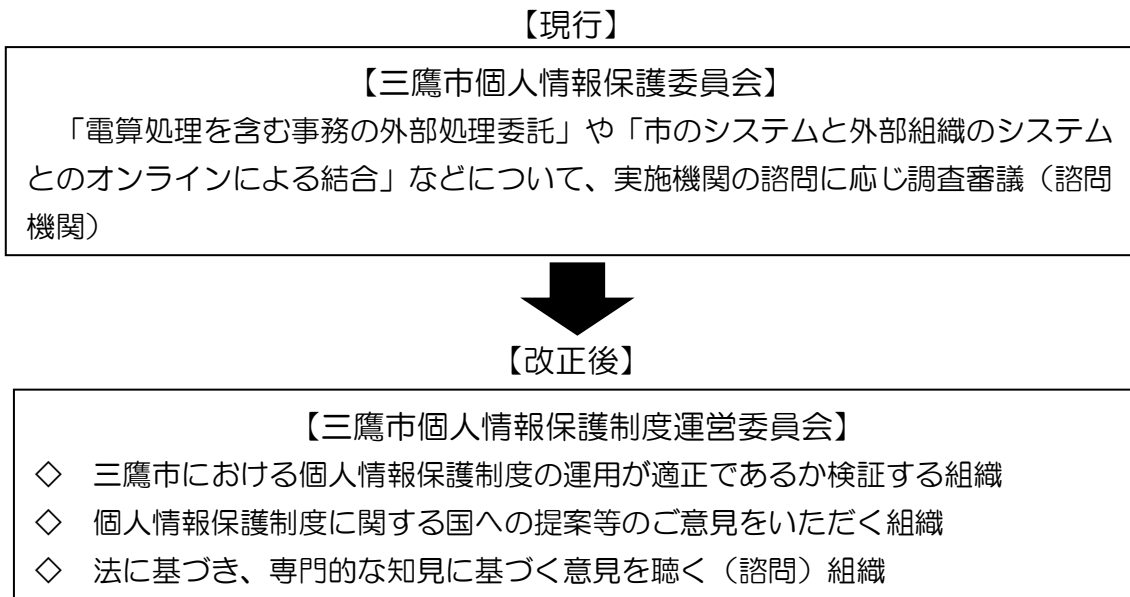 【現行】
【三鷹市個人情報保護委員会】
「電算処理を含む事務の外部処理委託」や「市のシステムと外部組織のシステム
とのオンラインによる結合」などについて、実施機関の諮問に応じ調査審議（諮問
機関）
【改正後】
【三鷹市個人情報保護制度運営委員会】
◇ 三鷹市における個人情報保護制度の運用が適正であるか検証する組織
◇ 個人情報保護制度に関する国への提案等のご意見をいただく組織
◇ 法に基づき、専門的な知見に基づく意見を聴く（諮問）組織